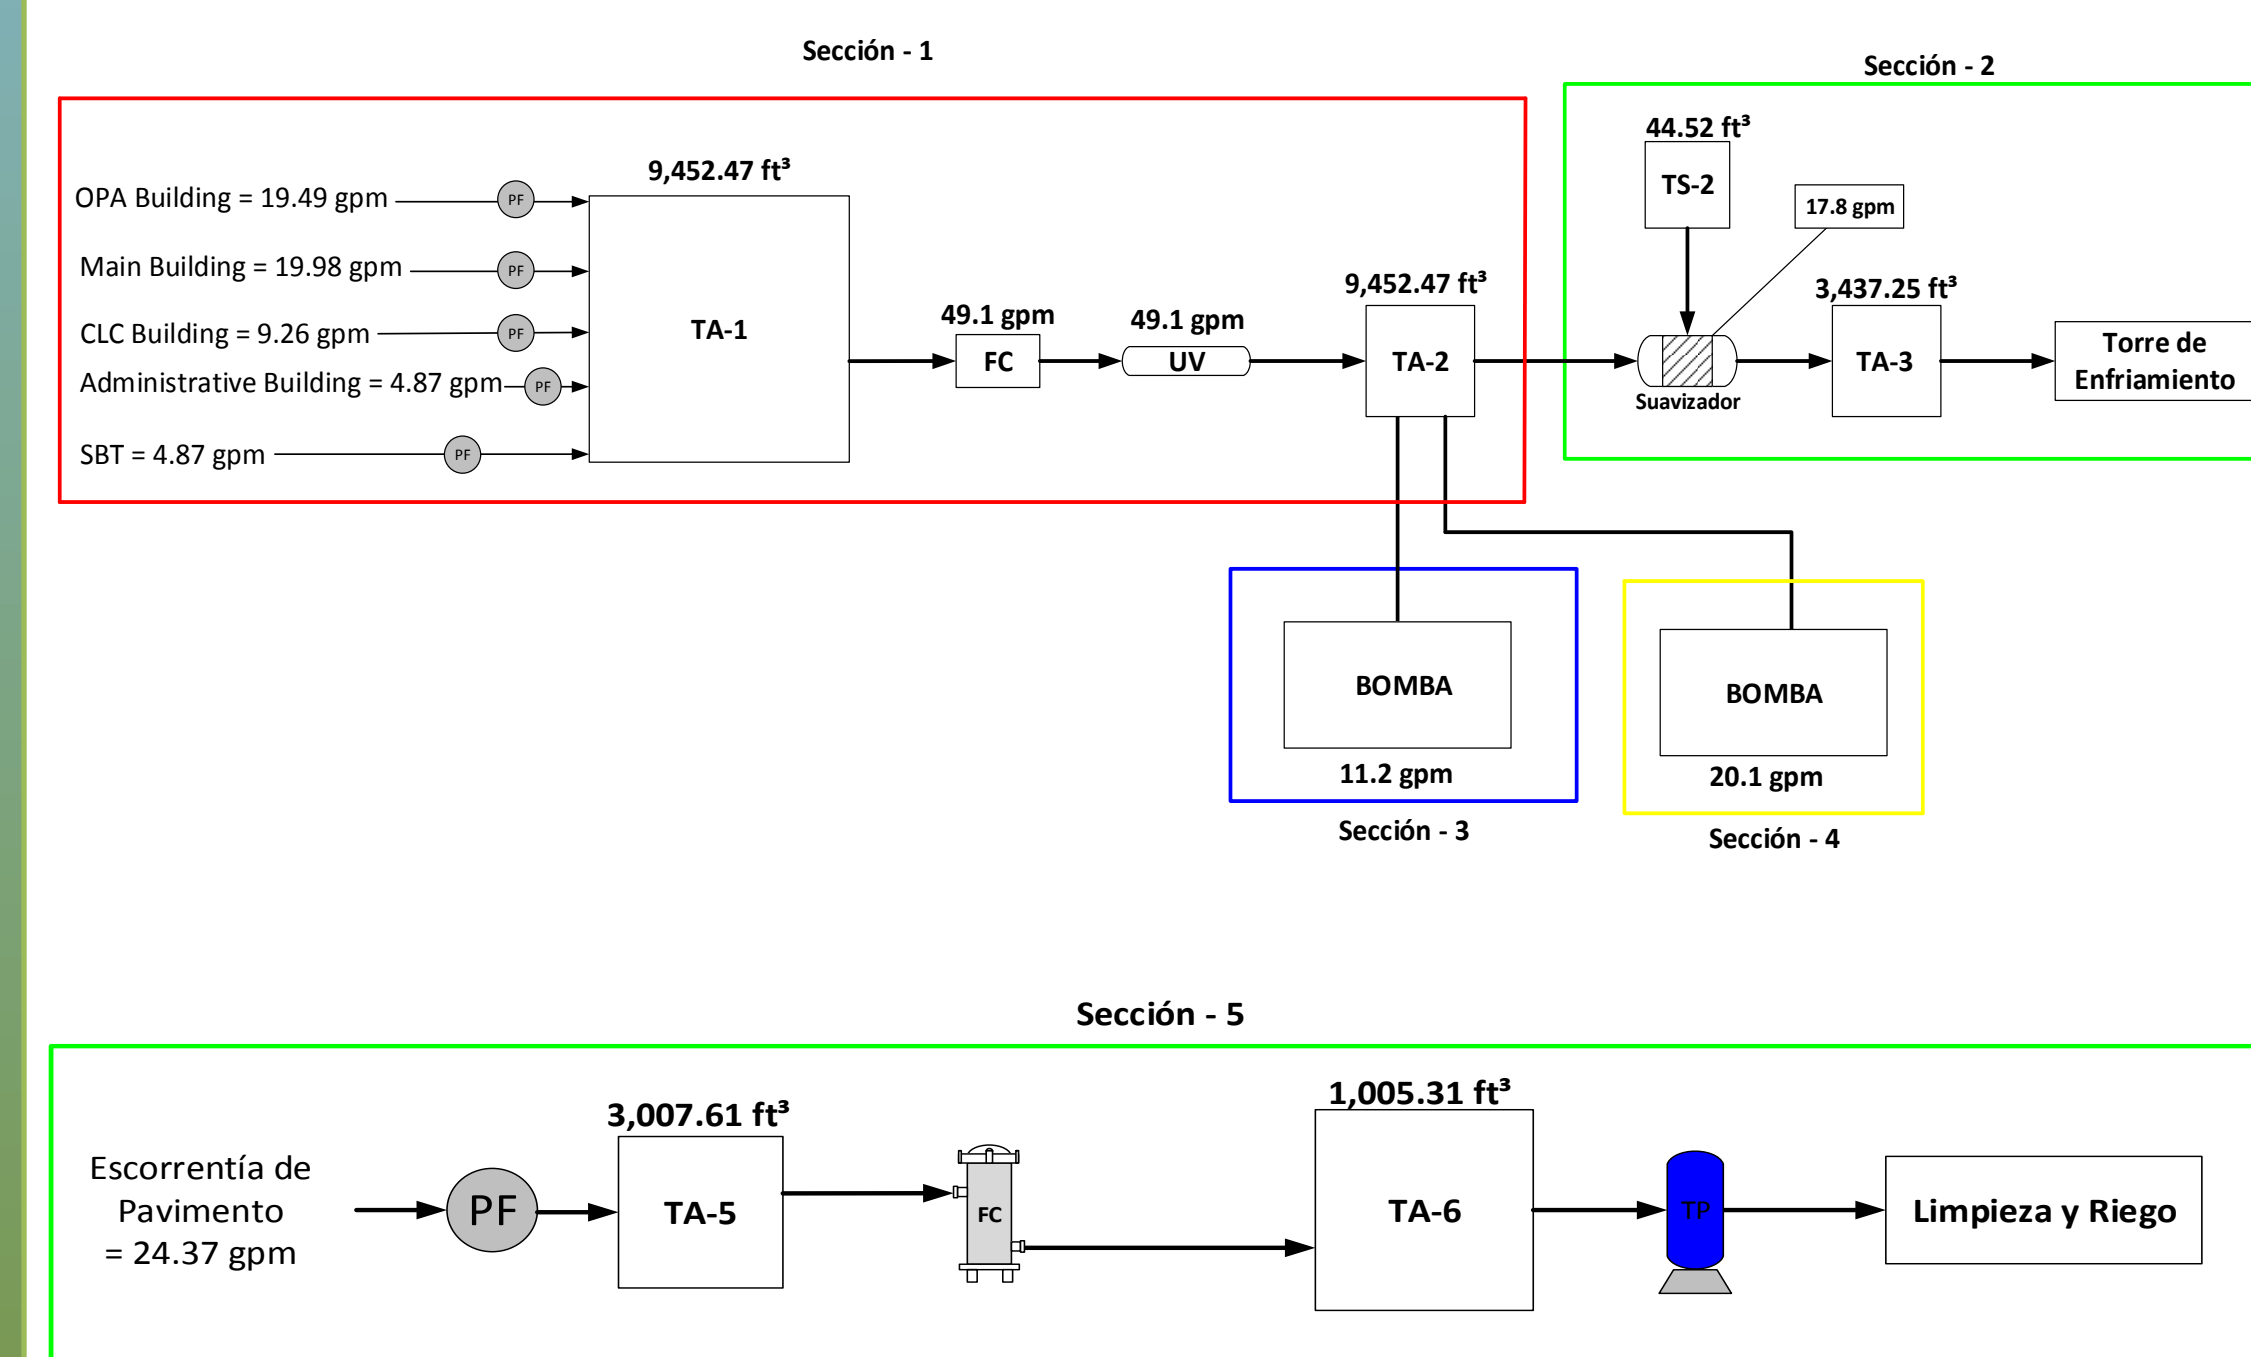 Sección - 1
OPA Building = 19.49 gpm
PF
Main Building = 19.98 gpm
PF
CLC Building = 9.26 gpm
PF
Administrative Building = 4.87 gpm
PF
SBT = 4.87 gpm
PF
9,452.47 ft³
TA-1
49.1 gpm
FC
49.1 gpm
UV
9,452.47 ft³
TA-2
Sección - 2
44.52 ft³
TS-2
17.8 gpm
Suavizador
3,437.25 ft³
TA-3
Torre de
Enfriamiento
BOMBA
11.2 gpm
Sección - 3
BOMBA
20.1 gpm
Sección - 4
Sección - 5
Escorrentía de
Pavimento
= 24.37 gpm
PF
3,007.61 ft³
TA-5
FC
1,005.31 ft³
TA-6
TP
Limpieza y Riego